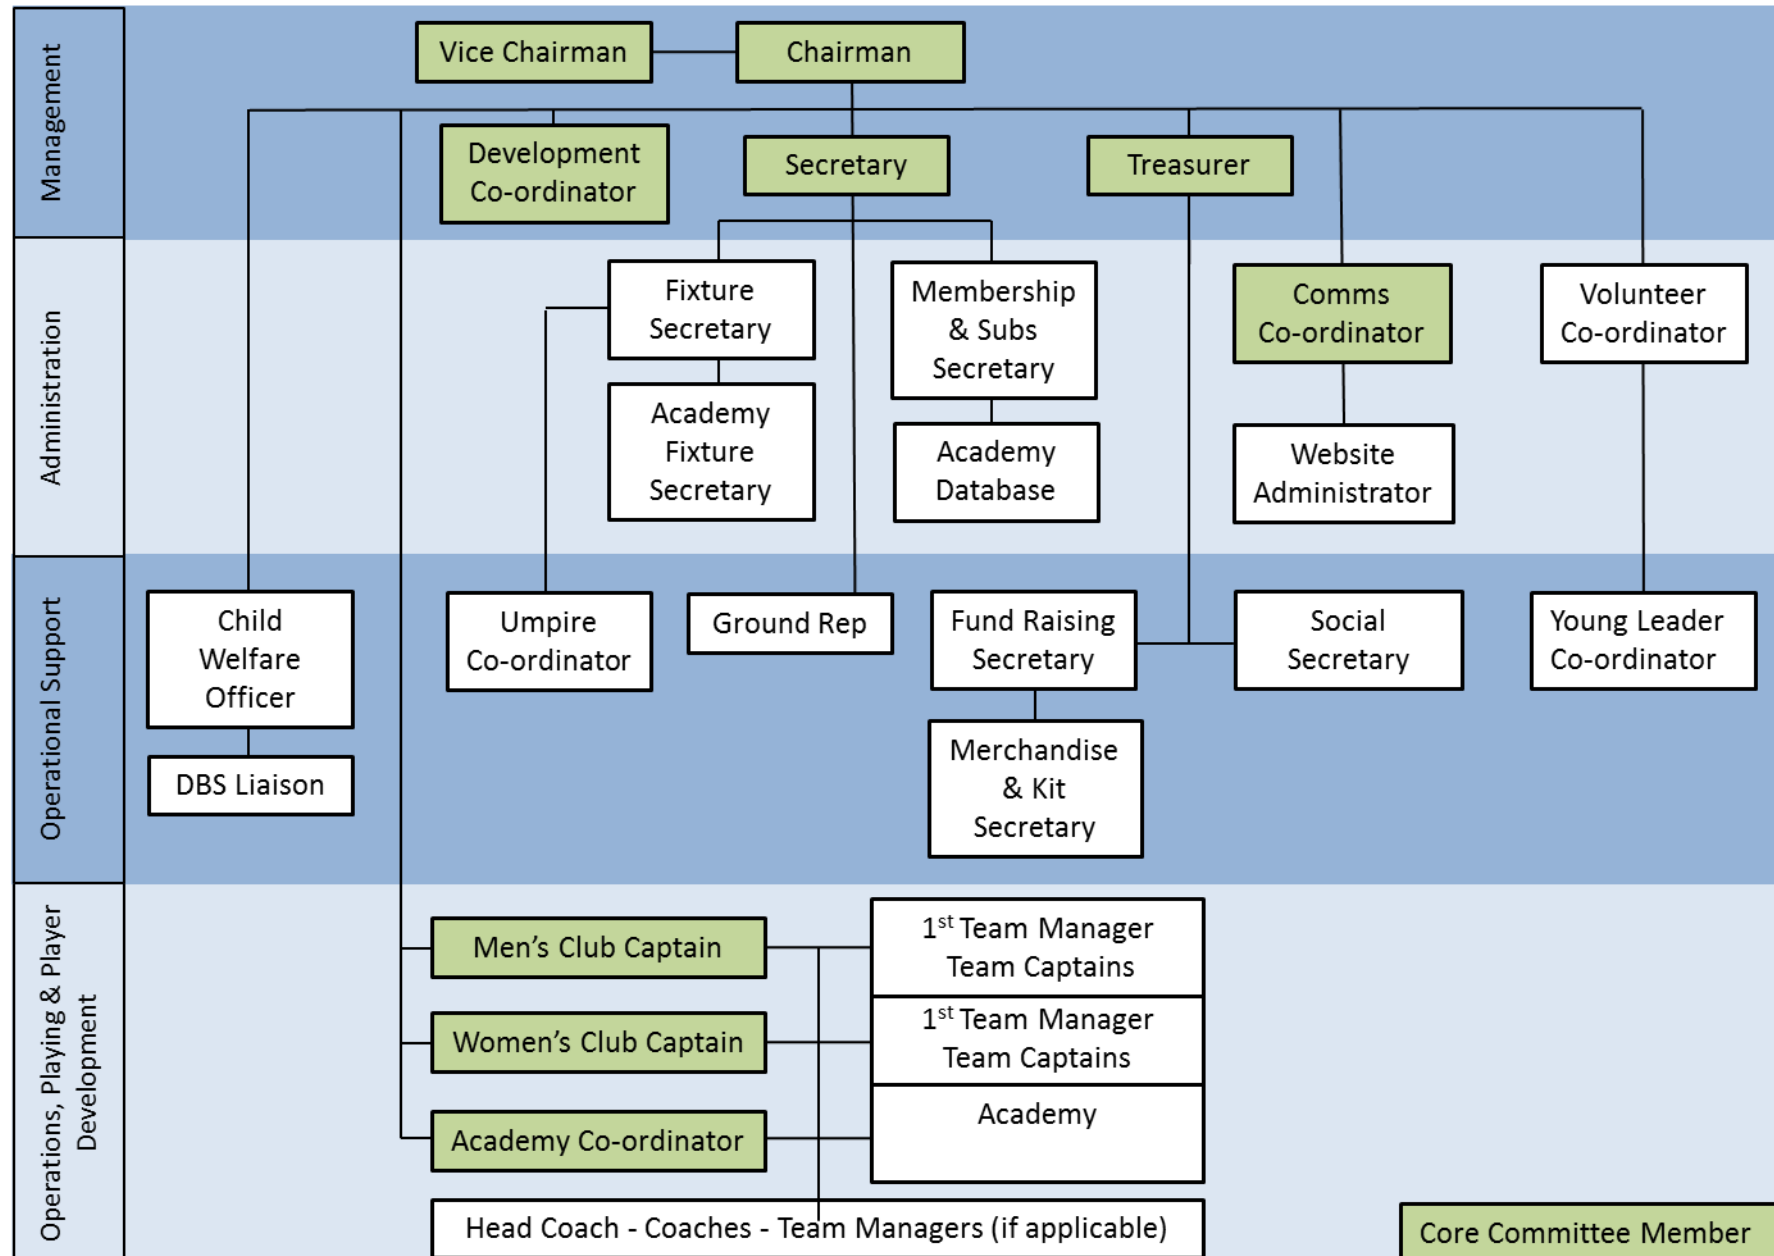 Management
Vice Chairman
Chairman
Development
Co-ordinator
Secretary
Treasurer
Administration
Fixture
Secretary
Membership
& Subs
Secretary
Comms
Co-ordinator
Volunteer
Co-ordinator
Academy
Fixture
Secretary
Academy
Database
Website
Administrator
Operational Support
Child
Welfare
Officer
Umpire
Co-ordinator
Ground Rep
Fund Raising
Secretary
Social
Secretary
Young Leader
Co-ordinator
DBS Liaison
Merchandise
& Kit
Secretary
Operations, Playing & Player
Development
Men’s Club Captain
1st Team Manager
Team Captains
Women’s Club Captain
1st Team Manager
Team Captains
Academy Co-ordinator
Academy
Head Coach - Coaches - Team Managers (if applicable)
Core Committee Member